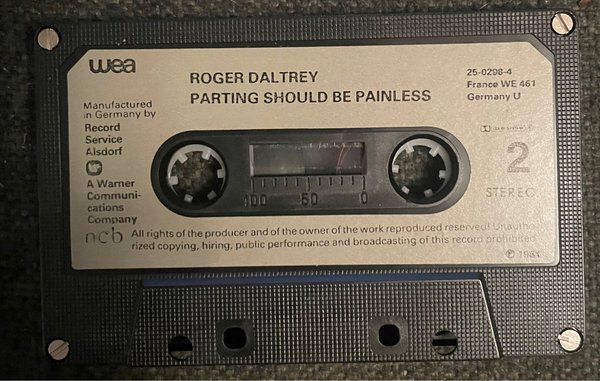 wea
ROGER DALTREY
PARTING SHOULD BE PAINLESS
25-0298-4
France WE 461
Germany U
Manufactured
in Germany by
Record
Service
Alsdorf
A Warner
Communi-
cations
Company
ncb
100 50 0
2
STEREO
All rights of the producer and of the owner of the work reproduced reserved! Unautho-
rized copying, hiring, public performance and broadcasting of this record prohibited
℗ 1983